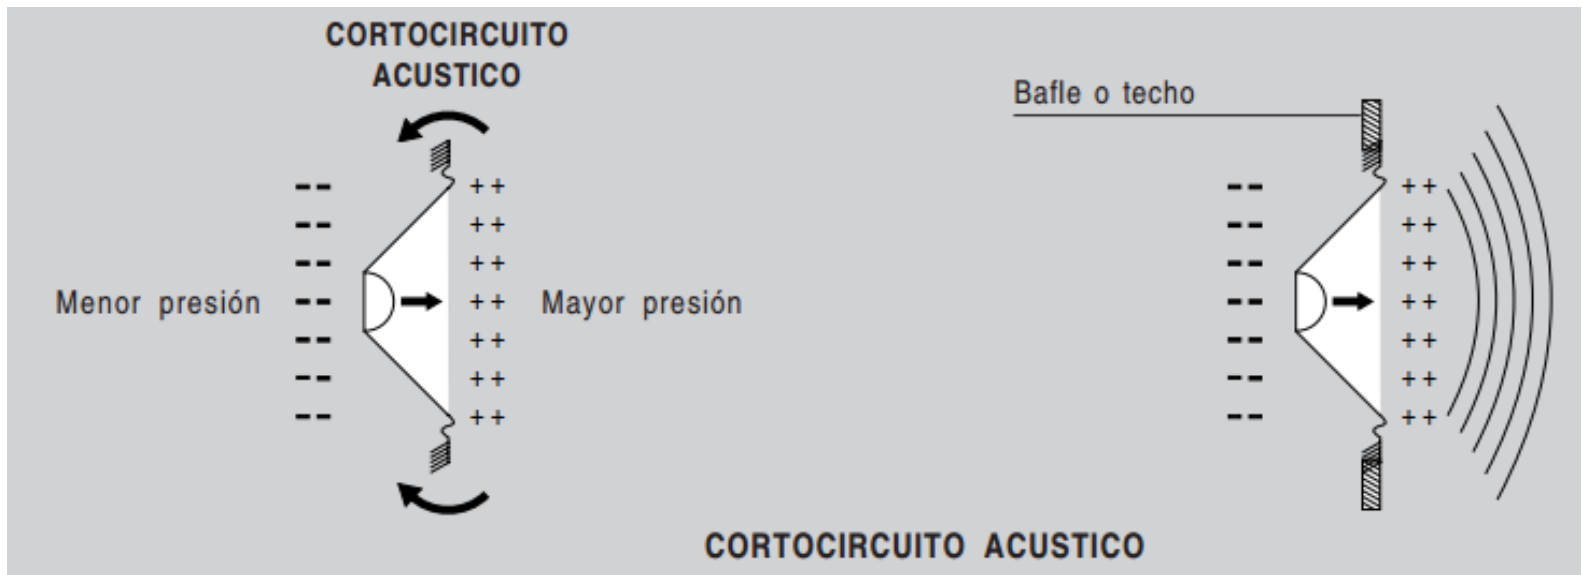 CORTOCIRCUITO
ACUSTICO
Bafle o techo
-- ++ -- ++
-- ++ -- ++
-- ++ -- ++
Menor presión -- ++ Mayor presión -- ++
-- ++ -- ++
-- ++ -- ++
-- ++ -- ++
CORTOCIRCUITO ACUSTICO